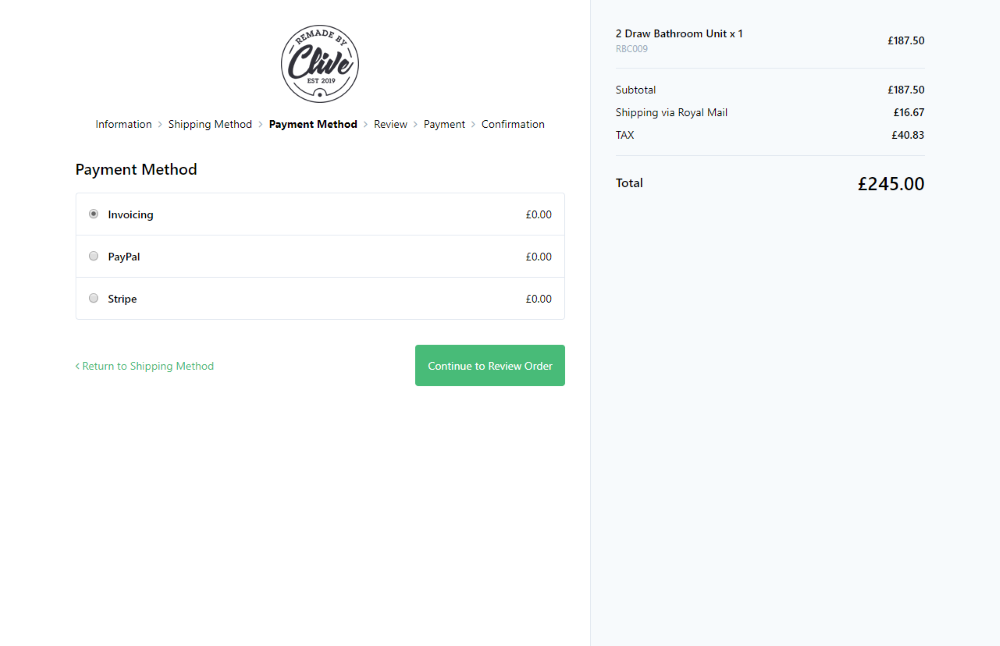 REMADE BY
Clive
EST 2019
Information > Shipping Method > Payment Method > Review > Payment > Confirmation
Payment Method
Invoicing £0.00
PayPal £0.00
Stripe £0.00
< Return to Shipping Method
Continue to Review Order
2 Draw Bathroom Unit x 1 £187.50
RBC009
Subtotal £187.50
Shipping via Royal Mail £16.67
TAX £40.83
Total £245.00